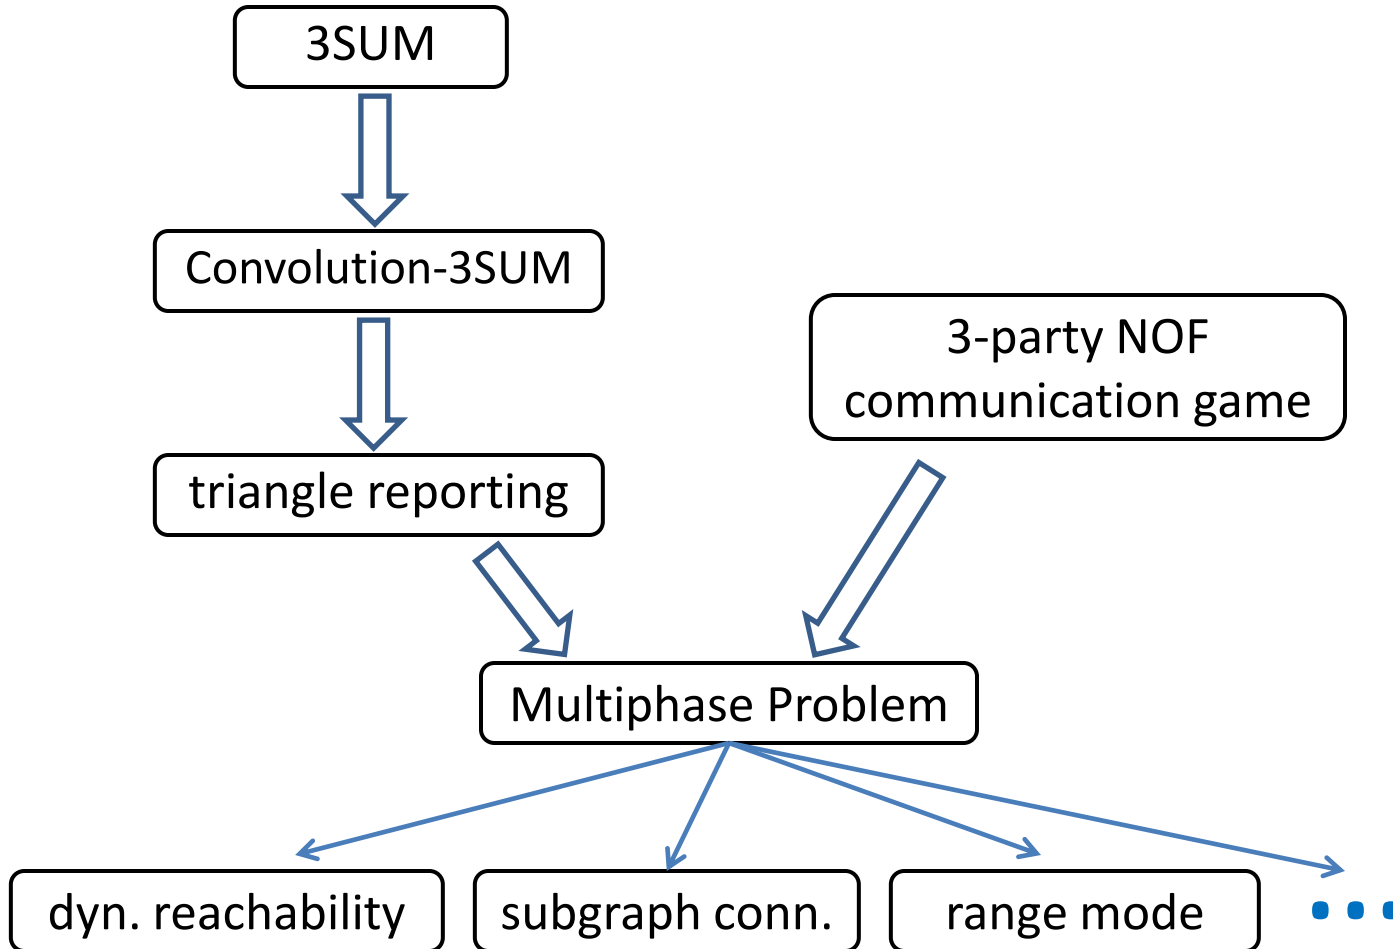 3SUM
Convolution-3SUM
3-party NOF
communication game
triangle reporting
Multiphase Problem
dyn. reachability
subgraph conn.
range mode
...